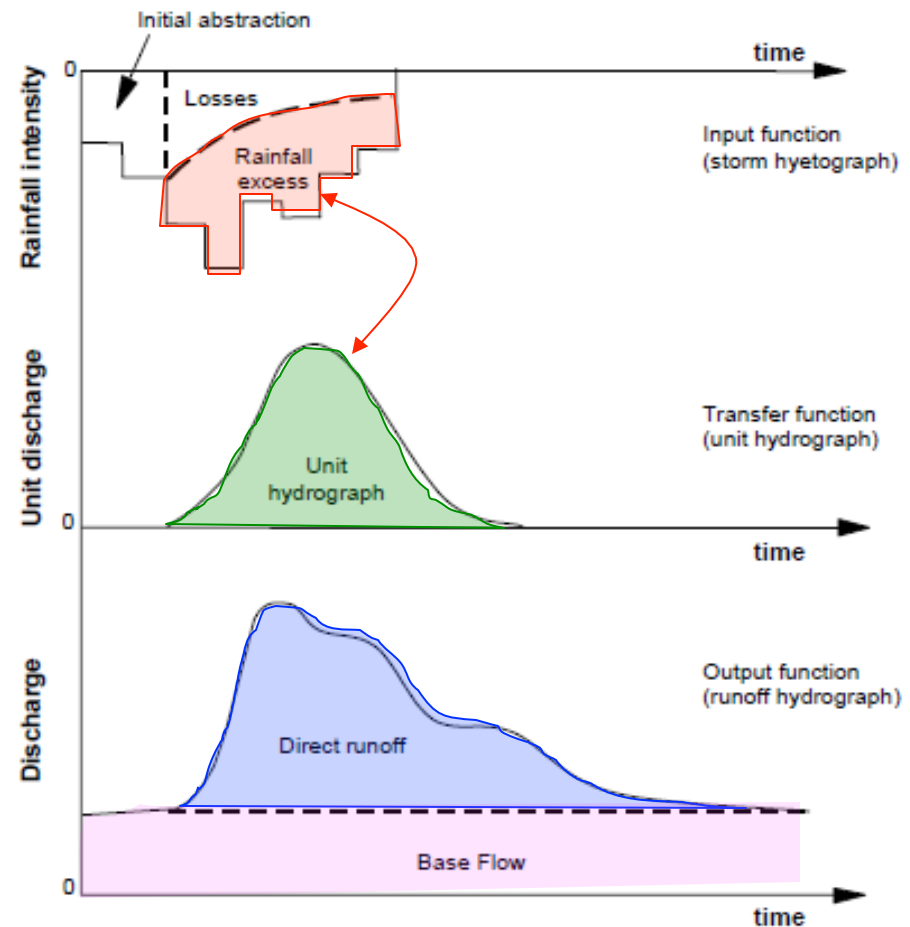 Initial abstraction
time
0
Losses
Rainfall intensity
Rainfall
excess
Input function
(storm hyetograph)
Unit discharge
Transfer function
(unit hydrograph)
Unit
hydrograph
0
time
Discharge
Output function
(runoff hydrograph)
Direct runoff
Base Flow
0
time